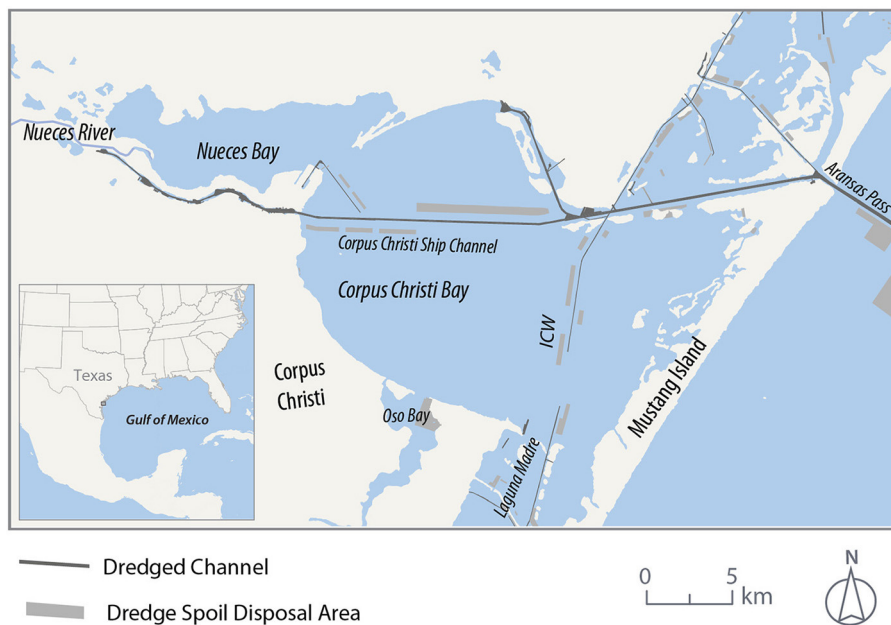 Nueces River
Nueces Bay
Aransas Pass
Corpus Christi Ship Channel
Corpus Christi Bay
ICW
Mustang Island
Corpus
Christi
Oso Bay
Laguna Madre
Texas
Gulf of Mexico
Dredged Channel
Dredge Spoil Disposal Area
0 5
km
N